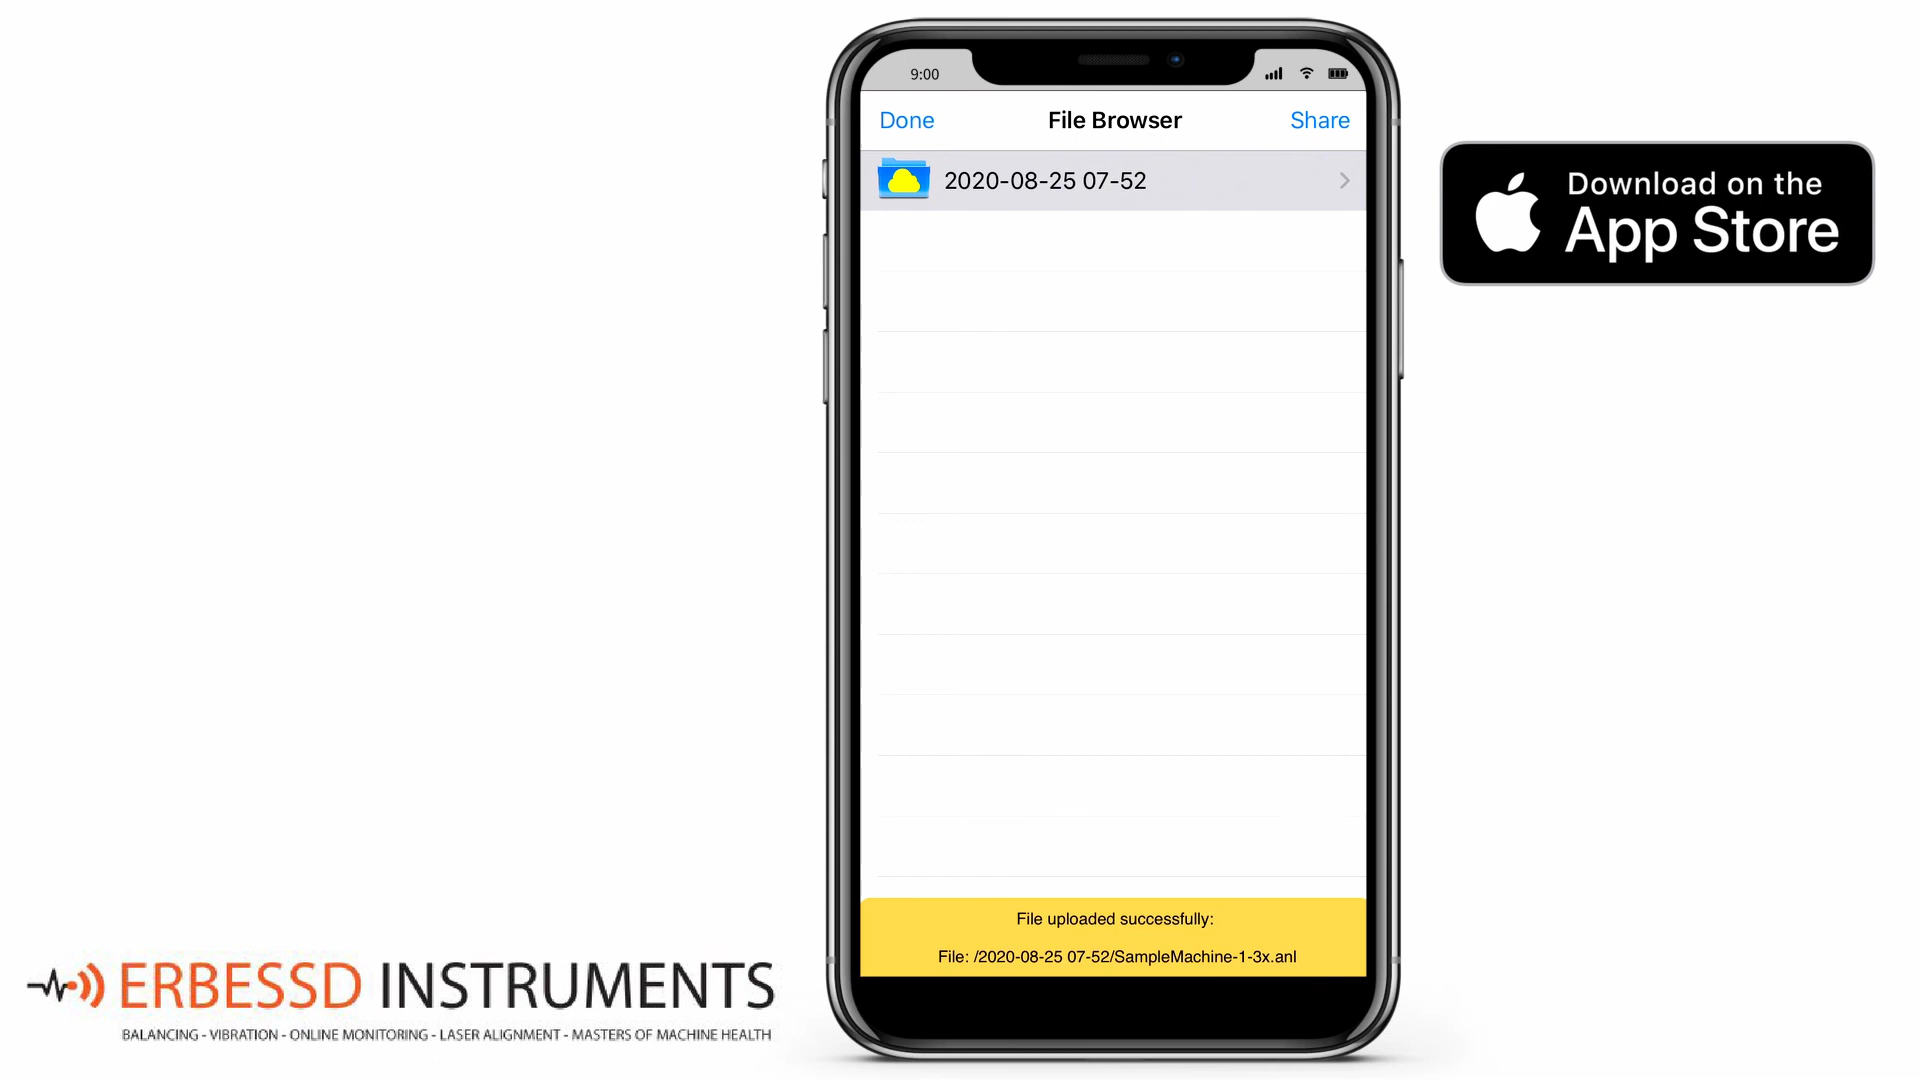 9:00
Done
File Browser
Share
2020-08-25 07-52
Download on the
App Store
File uploaded successfully:
File: /2020-08-25 07-52/SampleMachine-1-3x.anl
ERBESSD INSTRUMENTS
BALANCING - VIBRATION - ONLINE MONITORING - LASER ALIGNMENT - MASTERS OF MACHINE HEALTH